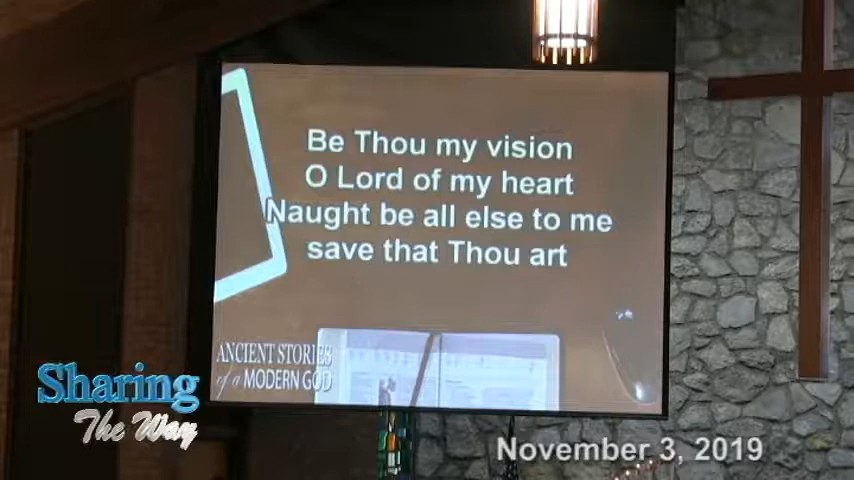 Be Thou my vision
O Lord of my heart
Naught be all else to me
save that Thou art
ANCIENT STORIES
of a MODERN GOD
Sharing
The Way
November 3, 2019